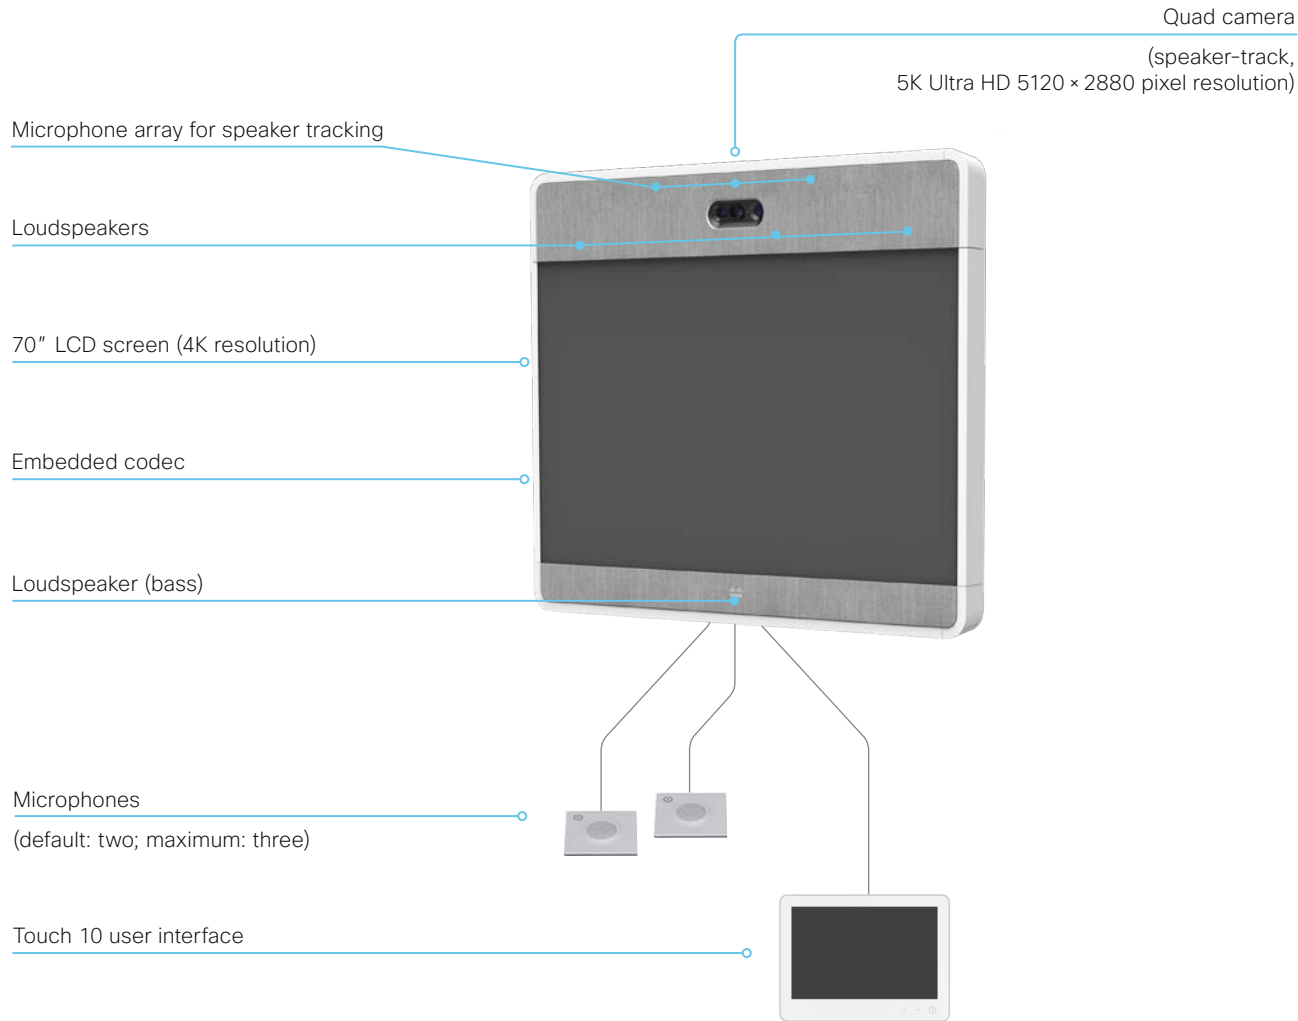 Quad camera
(speaker-track,
5K Ultra HD 5120 × 2880 pixel resolution)
Microphone array for speaker tracking
Loudspeakers
70″ LCD screen (4K resolution)
Embedded codec
Loudspeaker (bass)
Microphones
(default: two; maximum: three)
Touch 10 user interface